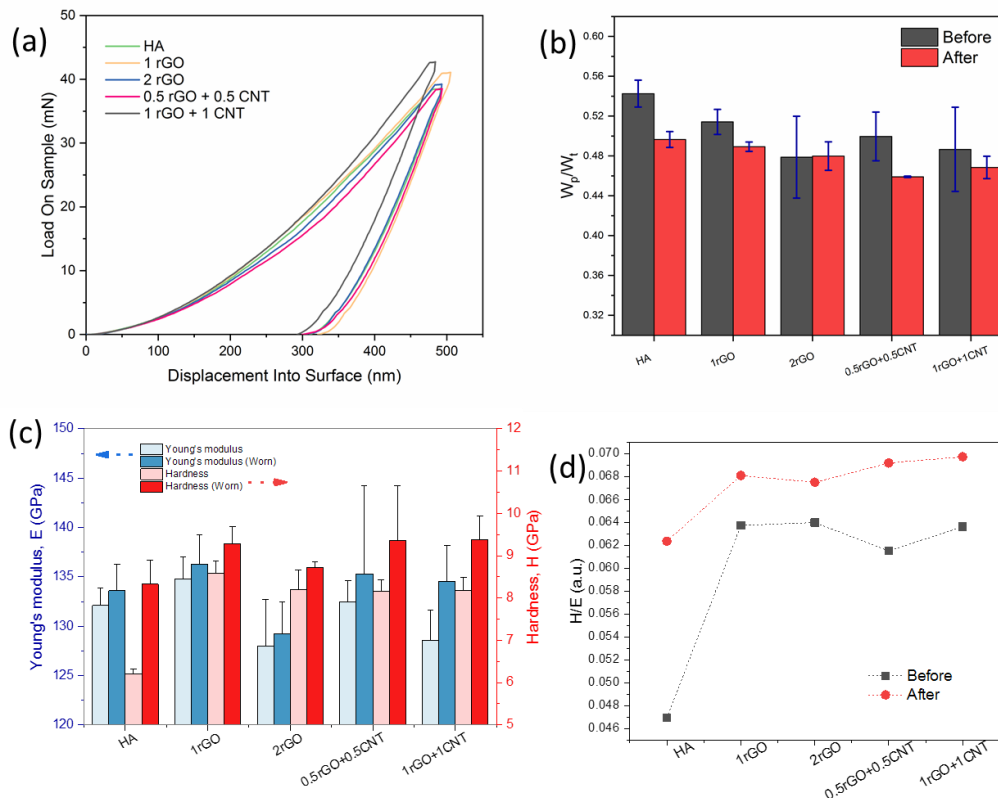 (a)
50
40
30
20
10
0
Load On Sample (mN)
HA
1 rGO
2 rGO
0.5 rGO + 0.5 CNT
1 rGO + 1 CNT
0 100 200 300 400 500
Displacement Into Surface (nm)
(b)
Before
After
0.60
0.56
0.52
0.48
0.44
0.40
0.36
0.32
Wp/Wt
HA 1rGO 2rGO 0.5rGO+0.5CNT 1rGO+1CNT
(c)
150
145
140
135
130
125
120
Young's modulus, E (GPa)
Young's modulus
Young's modulus (Worn)
Hardness
Hardness (Worn)
12
11
10
9
8
7
6
5
Hardness, H (GPa)
HA 1rGO 2rGO 0.5rGO+0.5CNT 1rGO+1CNT
(d)
0.070
0.068
0.066
0.064
0.062
0.060
0.058
0.056
0.054
0.052
0.050
0.048
0.046
H/E (a.u.)
Before
After
HA 1rGO 2rGO 0.5rGO+0.5CNT 1rGO+1CNT